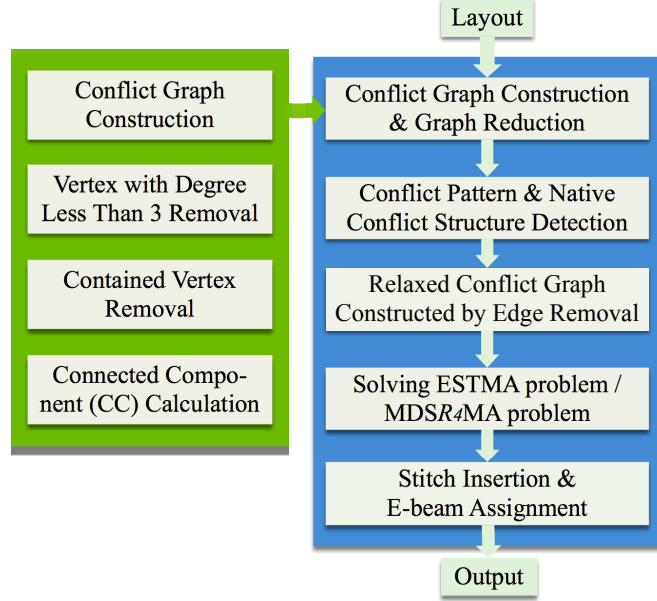 Layout
Conflict Graph
Construction
Vertex with Degree
Less Than 3 Removal
Contained Vertex
Removal
Connected Compo-
nent (CC) Calculation
Conflict Graph Construction
& Graph Reduction
Conflict Pattern & Native
Conflict Structure Detection
Relaxed Conflict Graph
Constructed by Edge Removal
Solving ESTMA problem /
MDSR4MA problem
Stitch Insertion &
E-beam Assignment
Output